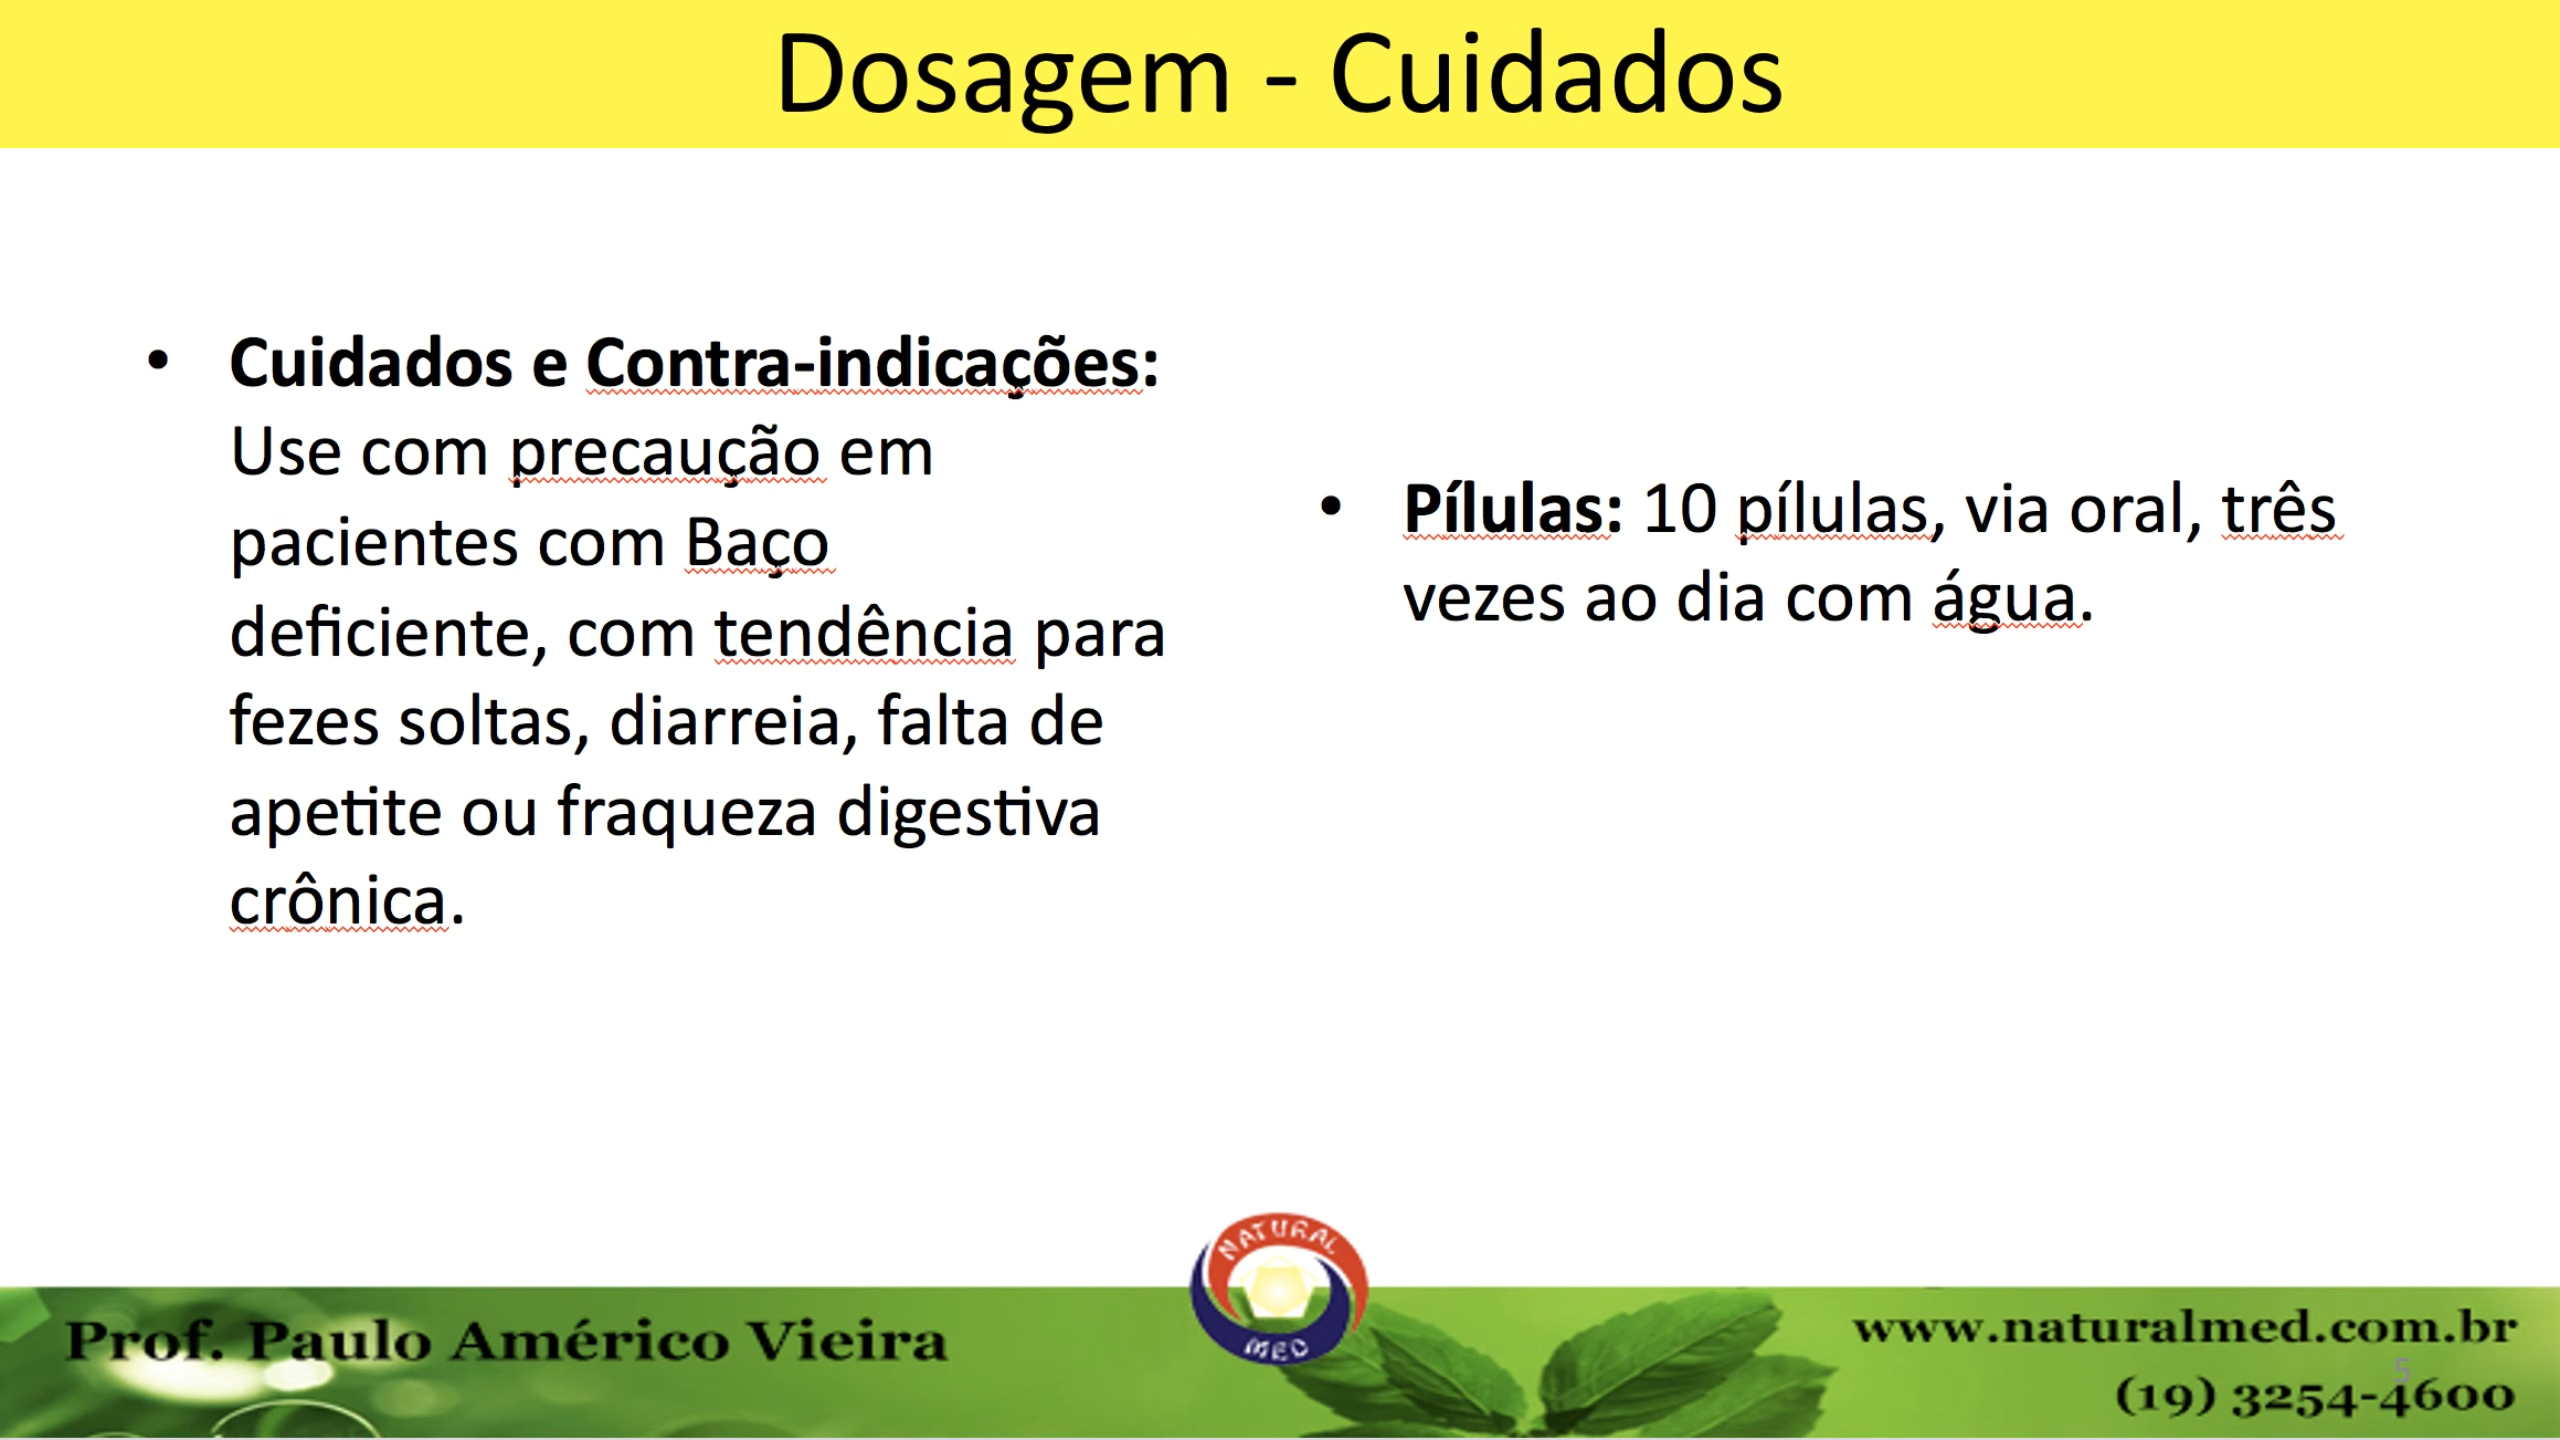 Dosagem - Cuidados
• Cuidados e Contra-indicações:
Use com precaução em
pacientes com Baço
deficiente, com tendência para
fezes soltas, diarreia, falta de
apetite ou fraqueza digestiva
crônica.
• Pílulas: 10 pílulas, via oral, três
vezes ao dia com água.
NATURAL
MED
Prof. Paulo Américo Vieira
www.naturalmed.com.br
5
(19) 3254-4600